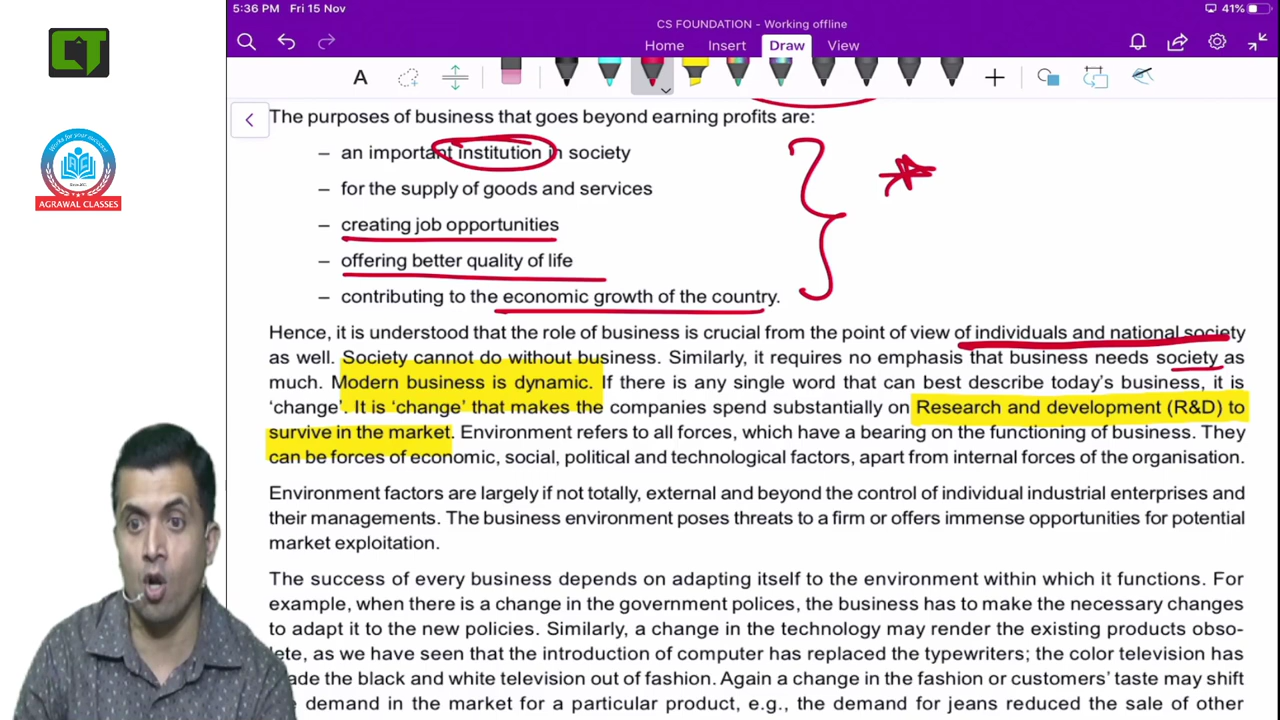 5:36 PM Fri 15 Nov
41%
CS FOUNDATION - Working offline
Home Insert Draw View
A
CT
Works for your success!
AGRAWAL CLASSES
The purposes of business that goes beyond earning profits are:
– an important institution in society
– for the supply of goods and services
– creating job opportunities
– offering better quality of life
– contributing to the economic growth of the country.
Hence, it is understood that the role of business is crucial from the point of view of individuals and national society
as well. Society cannot do without business. Similarly, it requires no emphasis that business needs society as
much. Modern business is dynamic. If there is any single word that can best describe today's business, it is
‘change’. It is ‘change’ that makes the companies spend substantially on Research and development (R&D) to
survive in the market. Environment refers to all forces, which have a bearing on the functioning of business. They
can be forces of economic, social, political and technological factors, apart from internal forces of the organisation.
Environment factors are largely if not totally, external and beyond the control of individual industrial enterprises and
their managements. The business environment poses threats to a firm or offers immense opportunities for potential
market exploitation.
The success of every business depends on adapting itself to the environment within which it functions. For
example, when there is a change in the government polices, the business has to make the necessary changes
to adapt it to the new policies. Similarly, a change in the technology may render the existing products obso-
lete, as we have seen that the introduction of computer has replaced the typewriters; the color television has
ade the black and white television out of fashion. Again a change in the fashion or customers' taste may shift
demand in the market for a particular product, e.g., the demand for jeans reduced the sale of other